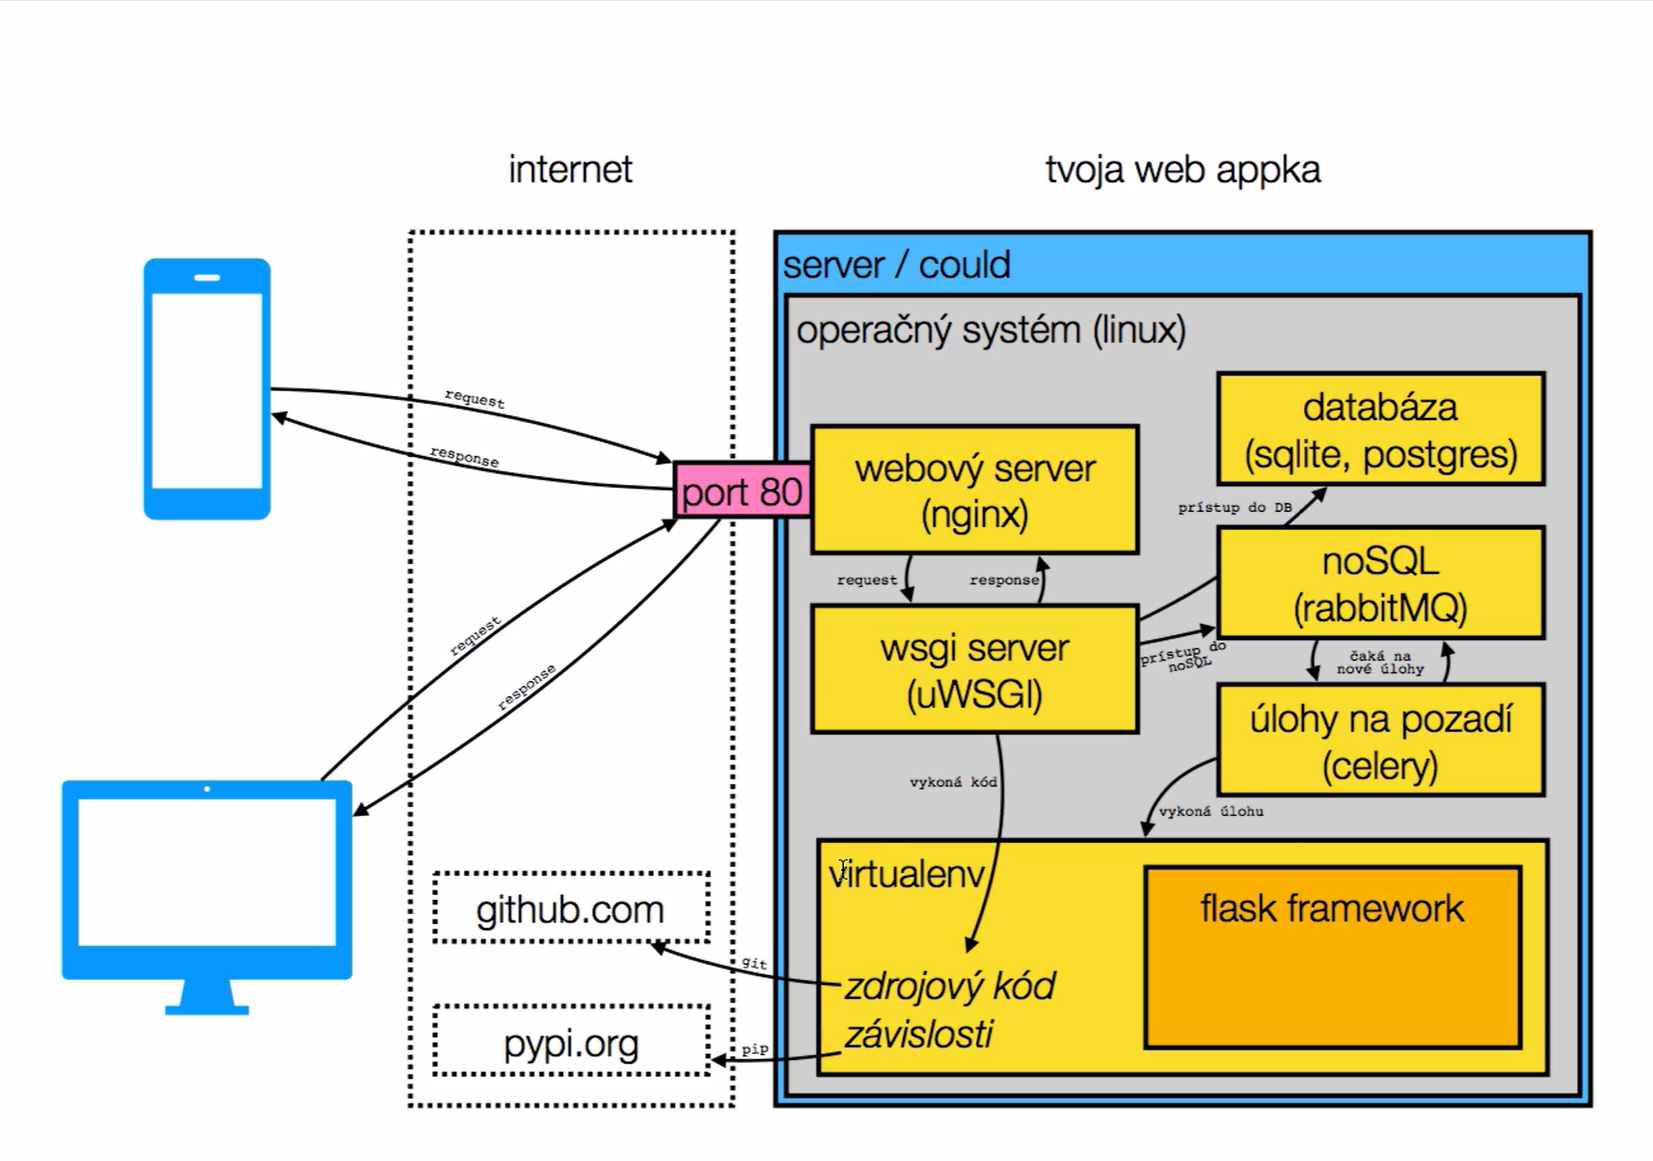 internet
tvoja web appka
server / could
operačný systém (linux)
request
response
port 80
webový server
(nginx)
databáza
(sqlite, postgres)
prístup do DB
request
response
noSQL
(rabbitMQ)
wsgi server
(uWSGI)
prístup do
noSQL
čaká na
nové úlohy
request
response
úlohy na pozadí
(celery)
vykoná kód
vykoná úlohu
virtualenv
flask framework
github.com
git
zdrojový kód
závislosti
pypi.org
pip